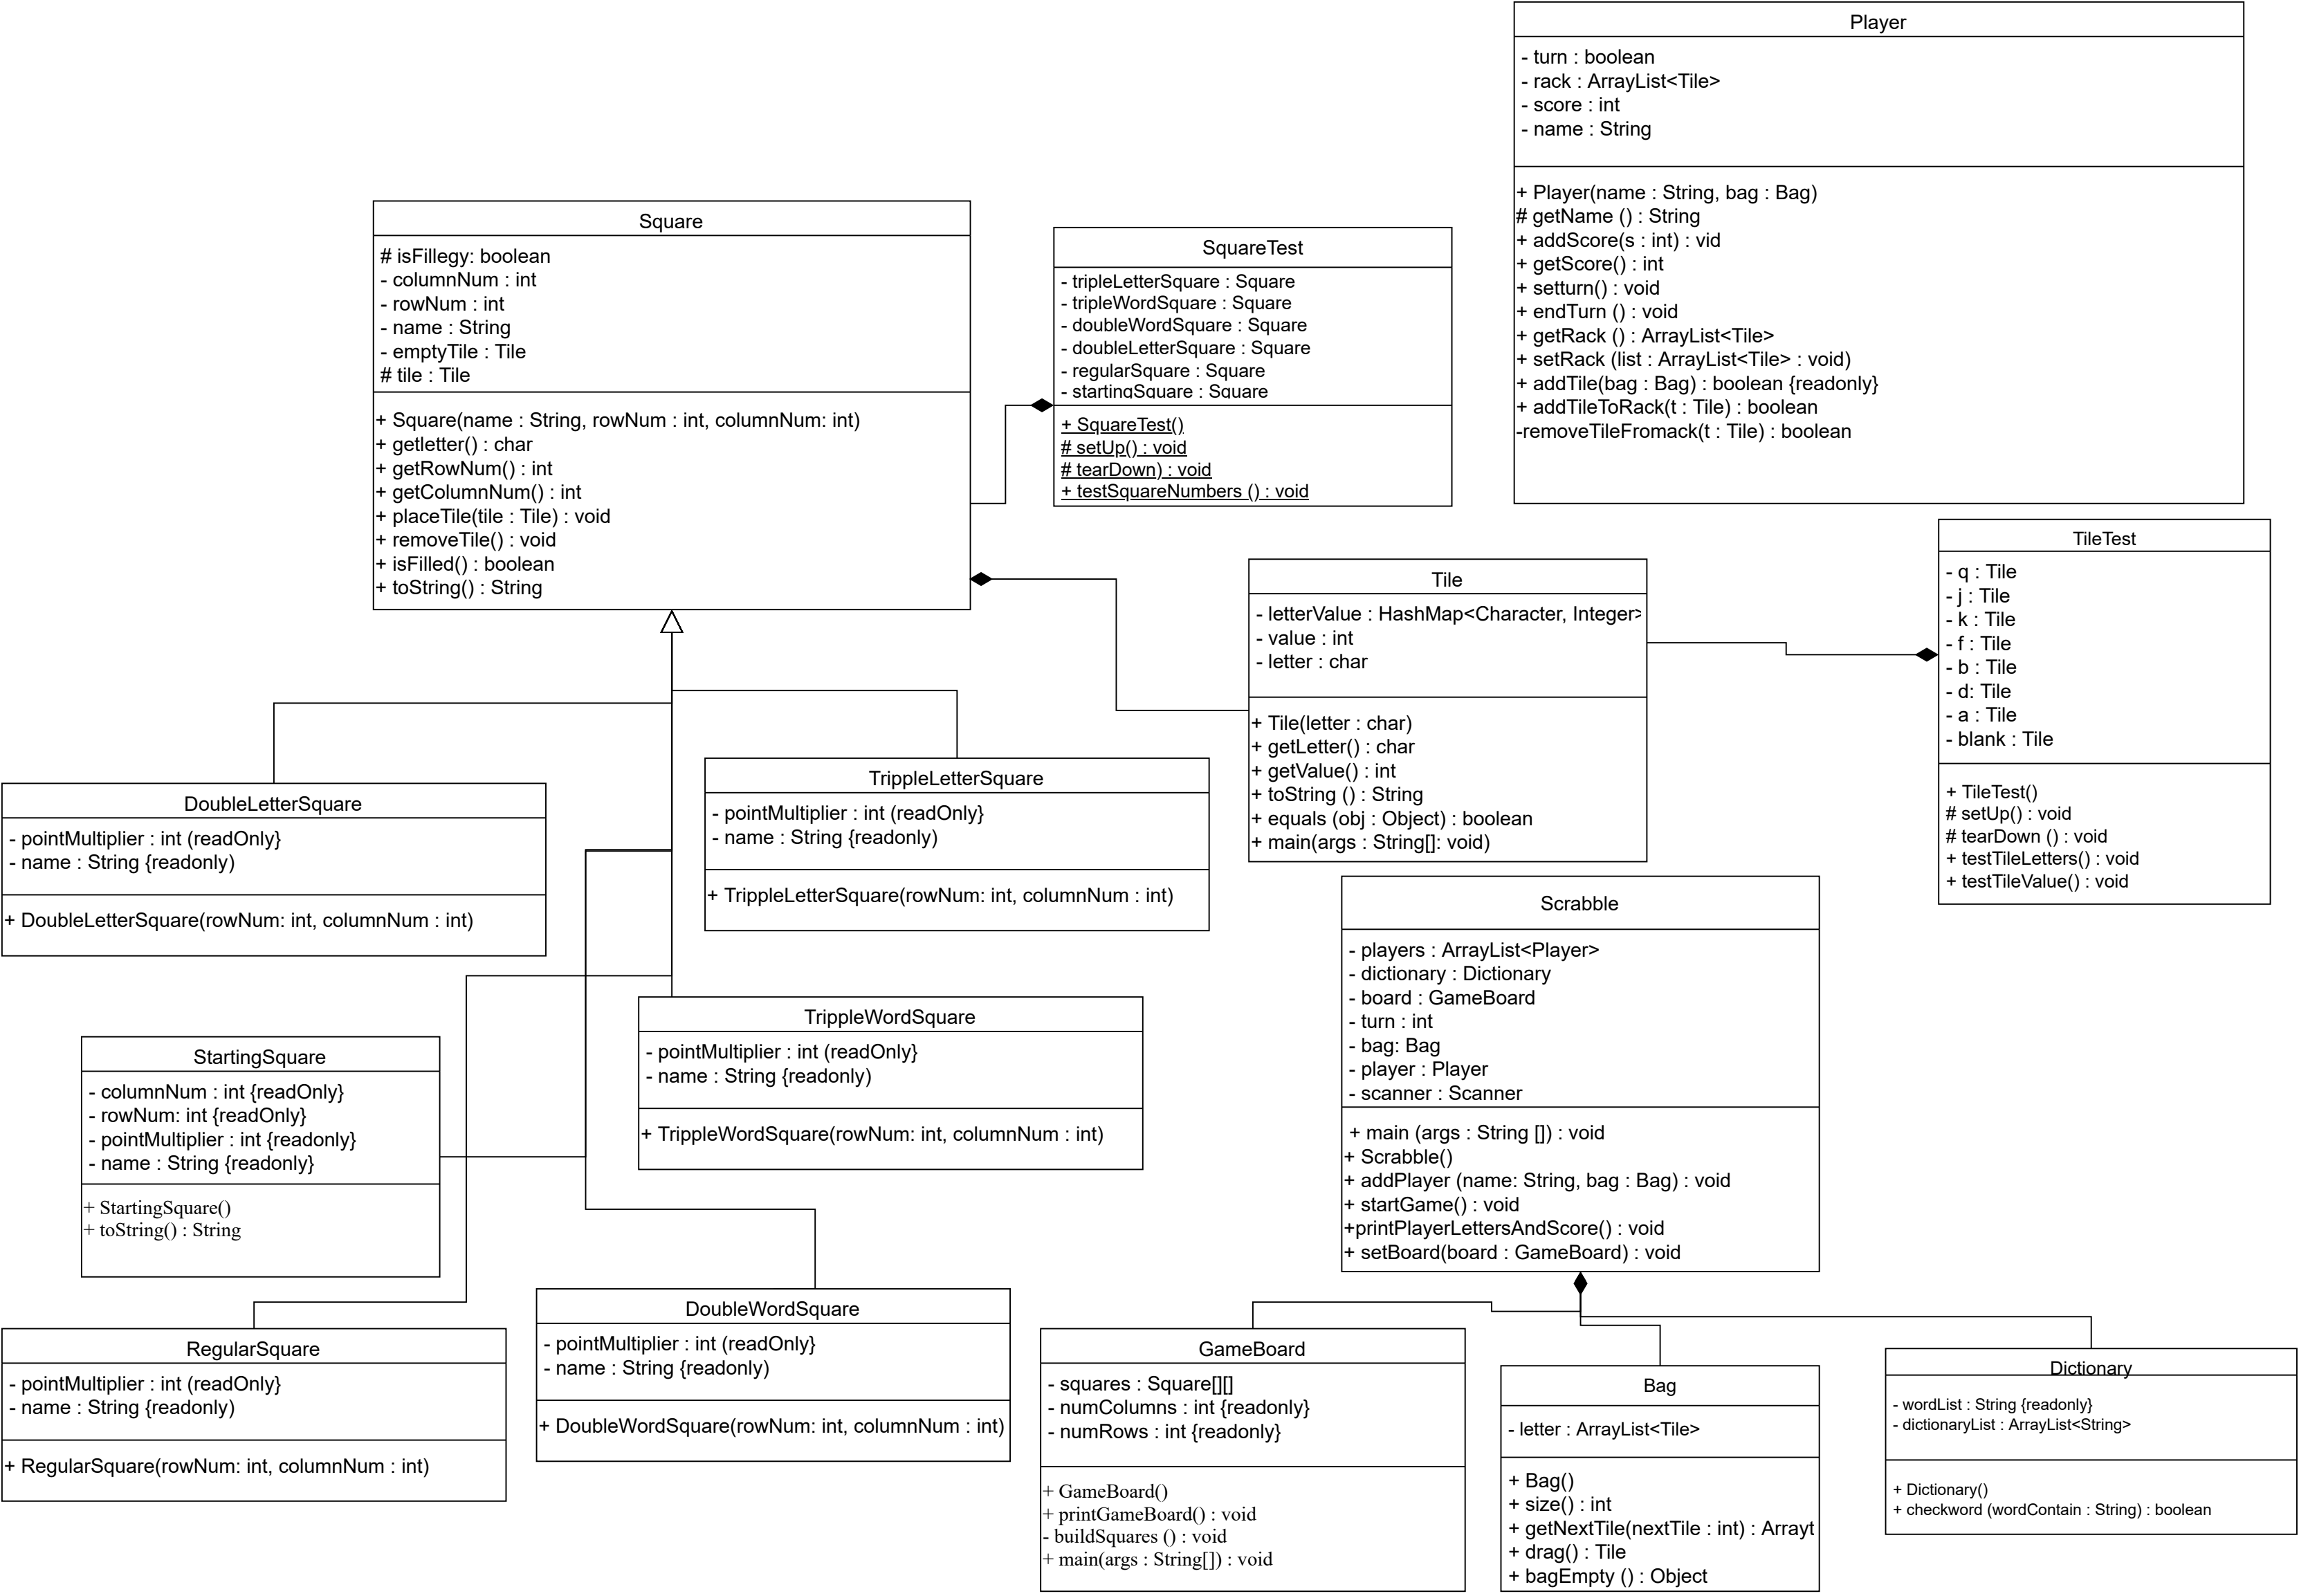 Player
- turn : boolean
- rack : ArrayList<Tile>
- score : int
- name : String
+ Player(name : String, bag : Bag)
# getName () : String
+ addScore(s : int) : vid
+ getScore() : int
+ setturn() : void
+ endTurn () : void
+ getRack () : ArrayList<Tile>
+ setRack (list : ArrayList<Tile> : void)
+ addTile(bag : Bag) : boolean {readonly}
+ addTileToRack(t : Tile) : boolean
-removeTileFromack(t : Tile) : boolean
Square
# isFillegy: boolean
- columnNum : int
- rowNum : int
- name : String
- emptyTile : Tile
# tile : Tile
+ Square(name : String, rowNum : int, columnNum: int)
+ getletter() : char
+ getRowNum() : int
+ getColumnNum() : int
+ placeTile(tile : Tile) : void
+ removeTile() : void
+ isFilled() : boolean
+ toString() : String
SquareTest
- tripleLetterSquare : Square
- tripleWordSquare : Square
- doubleWordSquare : Square
- doubleLetterSquare : Square
- regularSquare : Square
- startingSquare : Square
+ SquareTest()
# setUp() : void
# tearDown) : void
+ testSquareNumbers () : void
Tile
- letterValue : HashMap<Character, Integer>
- value : int
- letter : char
+ Tile(letter : char)
+ getLetter() : char
+ getValue() : int
+ toString () : String
+ equals (obj : Object) : boolean
+ main(args : String[]: void)
TileTest
- q : Tile
- j : Tile
- k : Tile
- f : Tile
- b : Tile
- d: Tile
- a : Tile
- blank : Tile
+ TileTest()
# setUp() : void
# tearDown () : void
+ testTileLetters() : void
+ testTileValue() : void
DoubleLetterSquare
- pointMultiplier : int (readOnly}
- name : String {readonly)
+ DoubleLetterSquare(rowNum: int, columnNum : int)
TrippleLetterSquare
- pointMultiplier : int (readOnly}
- name : String {readonly)
+ TrippleLetterSquare(rowNum: int, columnNum : int)
Scrabble
- players : ArrayList<Player>
- dictionary : Dictionary
- board : GameBoard
- turn : int
- bag: Bag
- player : Player
- scanner : Scanner
+ main (args : String []) : void
+ Scrabble()
+ addPlayer (name: String, bag : Bag) : void
+ startGame() : void
+printPlayerLettersAndScore() : void
+ setBoard(board : GameBoard) : void
TrippleWordSquare
- pointMultiplier : int (readOnly}
- name : String {readonly)
+ TrippleWordSquare(rowNum: int, columnNum : int)
StartingSquare
- columnNum : int {readOnly}
- rowNum: int {readOnly}
- pointMultiplier : int {readonly}
- name : String {readonly}
+ StartingSquare()
+ toString() : String
RegularSquare
- pointMultiplier : int (readOnly}
- name : String {readonly)
+ RegularSquare(rowNum: int, columnNum : int)
DoubleWordSquare
- pointMultiplier : int (readOnly}
- name : String {readonly)
+ DoubleWordSquare(rowNum: int, columnNum : int)
GameBoard
- squares : Square[][]
- numColumns : int {readonly}
- numRows : int {readonly}
+ GameBoard()
+ printGameBoard() : void
- buildSquares () : void
+ main(args : String[]) : void
Bag
- letter : ArrayList<Tile>
+ Bag()
+ size() : int
+ getNextTile(nextTile : int) : Arrayt
+ drag() : Tile
+ bagEmpty () : Object
Dictionary
- wordList : String {readonly}
- dictionaryList : ArrayList<String>
+ Dictionary()
+ checkword (wordContain : String) : boolean